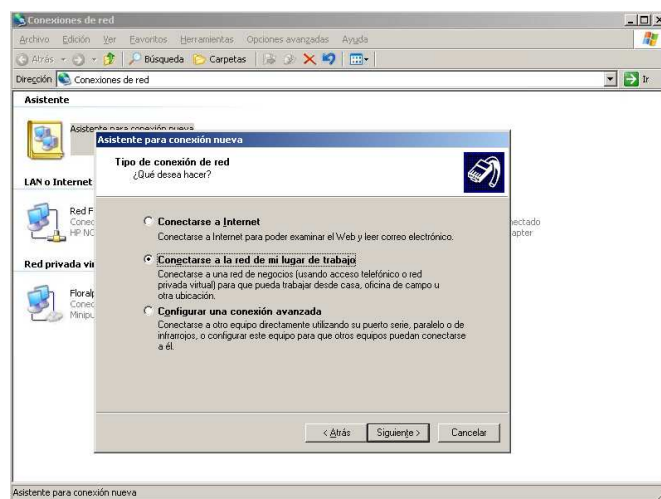 Conexiones de red
Archivo Edición Ver Favoritos Herramientas Opciones avanzadas Ayuda
Atrás Búsqueda Carpetas
Dirección Conexiones de red Ir
Asistente
Asistente para conexión nueva
Asistente para conexión nueva
Tipo de conexión de red
¿Qué desea hacer?
LAN o Internet
Red
HP
Conectarse a Internet
Conectarse a Internet para poder examinar el Web y leer correo electrónico.
Conectarse a la red de mi lugar de trabajo
Conectarse a una red de negocios (usando acceso telefónico o red
privada virtual) para que pueda trabajar desde casa, oficina de campo u
otra ubicación.
Red privada
Configurar una conexión avanzada
Conectarse a otro equipo directamente utilizando su puerto serie, paralelo o de
infrarrojos, o configurar este equipo para que otros equipos puedan conectarse
a él.
< Atrás Siguiente > Cancelar
Asistente para conexión nueva